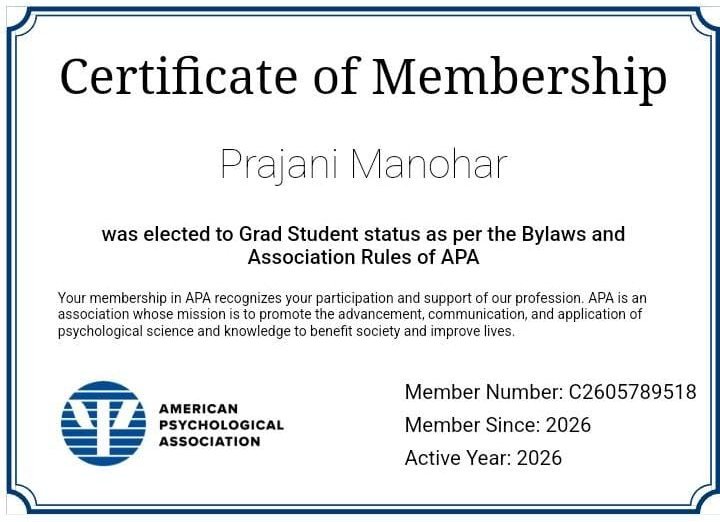 Certificate of Membership
Prajani Manohar
was elected to Grad Student status as per the Bylaws and
Association Rules of APA
Your membership in APA recognizes your participation and support of our profession. APA is an
association whose mission is to promote the advancement, communication, and application of
psychological science and knowledge to benefit society and improve lives.
AMERICAN
PSYCHOLOGICAL
ASSOCIATION
Member Number: C2605789518
Member Since: 2026
Active Year: 2026